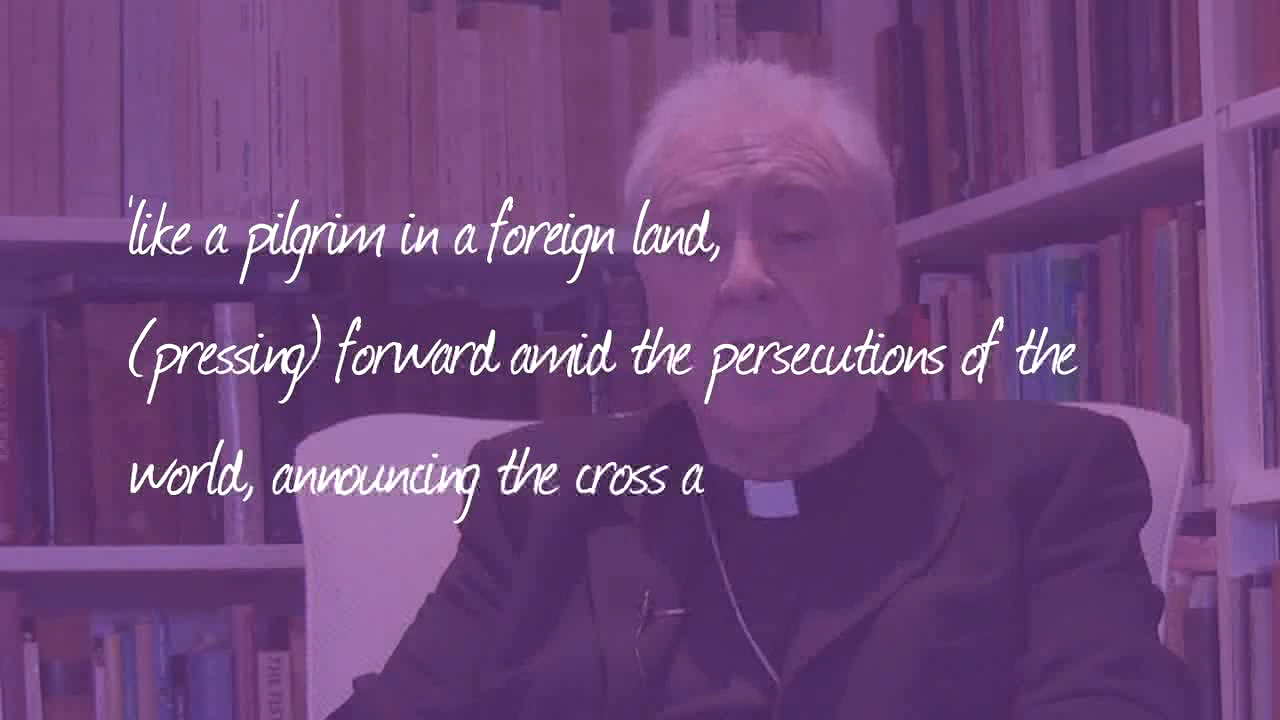 'like a pilgrim in a foreign land,
(pressing) forward amid the persecutions of the
world, announcing the cross a